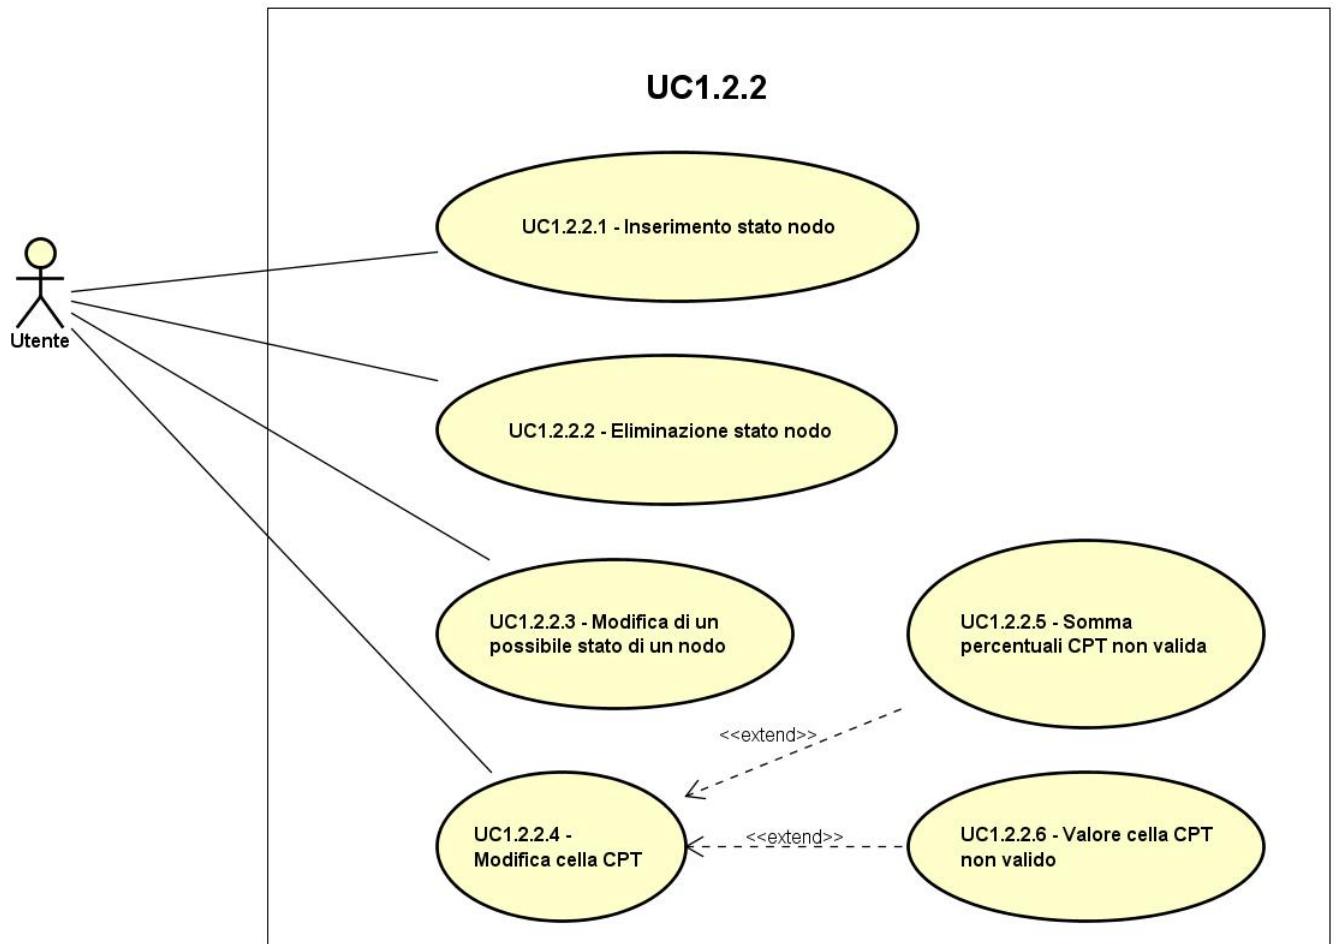 UC1.2.2
UC1.2.2.1 - Inserimento stato nodo
Utente
UC1.2.2.2 - Eliminazione stato nodo
UC1.2.2.3 - Modifica di un
possibile stato di un nodo
UC1.2.2.5 - Somma
percentuali CPT non valida
<<extend>>
UC1.2.2.4 -
Modifica cella CPT
<<extend>>
UC1.2.2.6 - Valore cella CPT
non valido